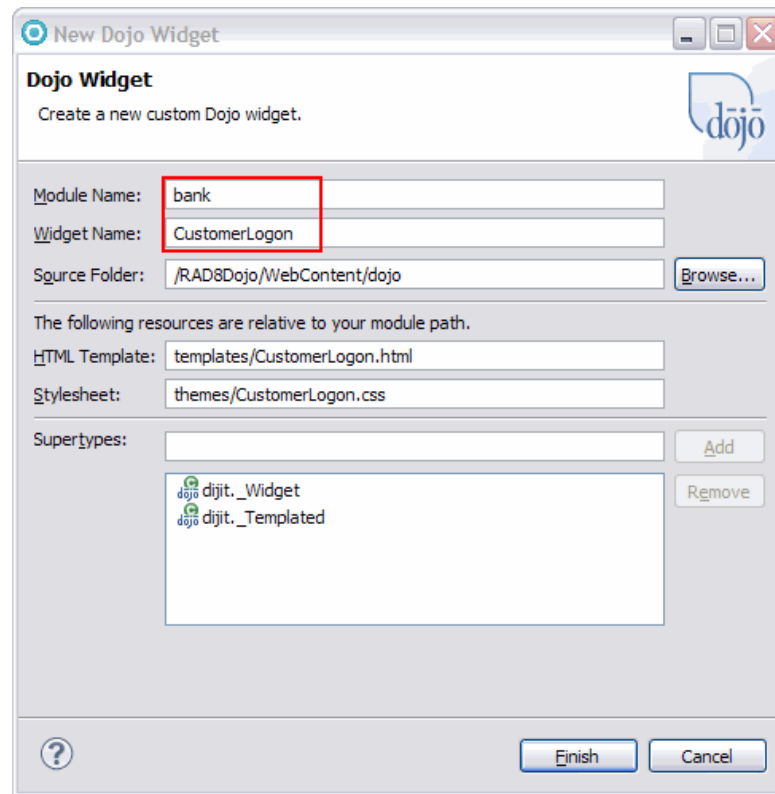 New Dojo Widget
Dojo Widget
Create a new custom Dojo widget.
dōjō
Module Name: bank
Widget Name: CustomerLogon
Source Folder: /RAD8Dojo/WebContent/dojo Browse...
The following resources are relative to your module path.
HTML Template: templates/CustomerLogon.html
Stylesheet: themes/CustomerLogon.css
Supertypes: Add
dijit._Widget Remove
dijit._Templated
? Finish Cancel